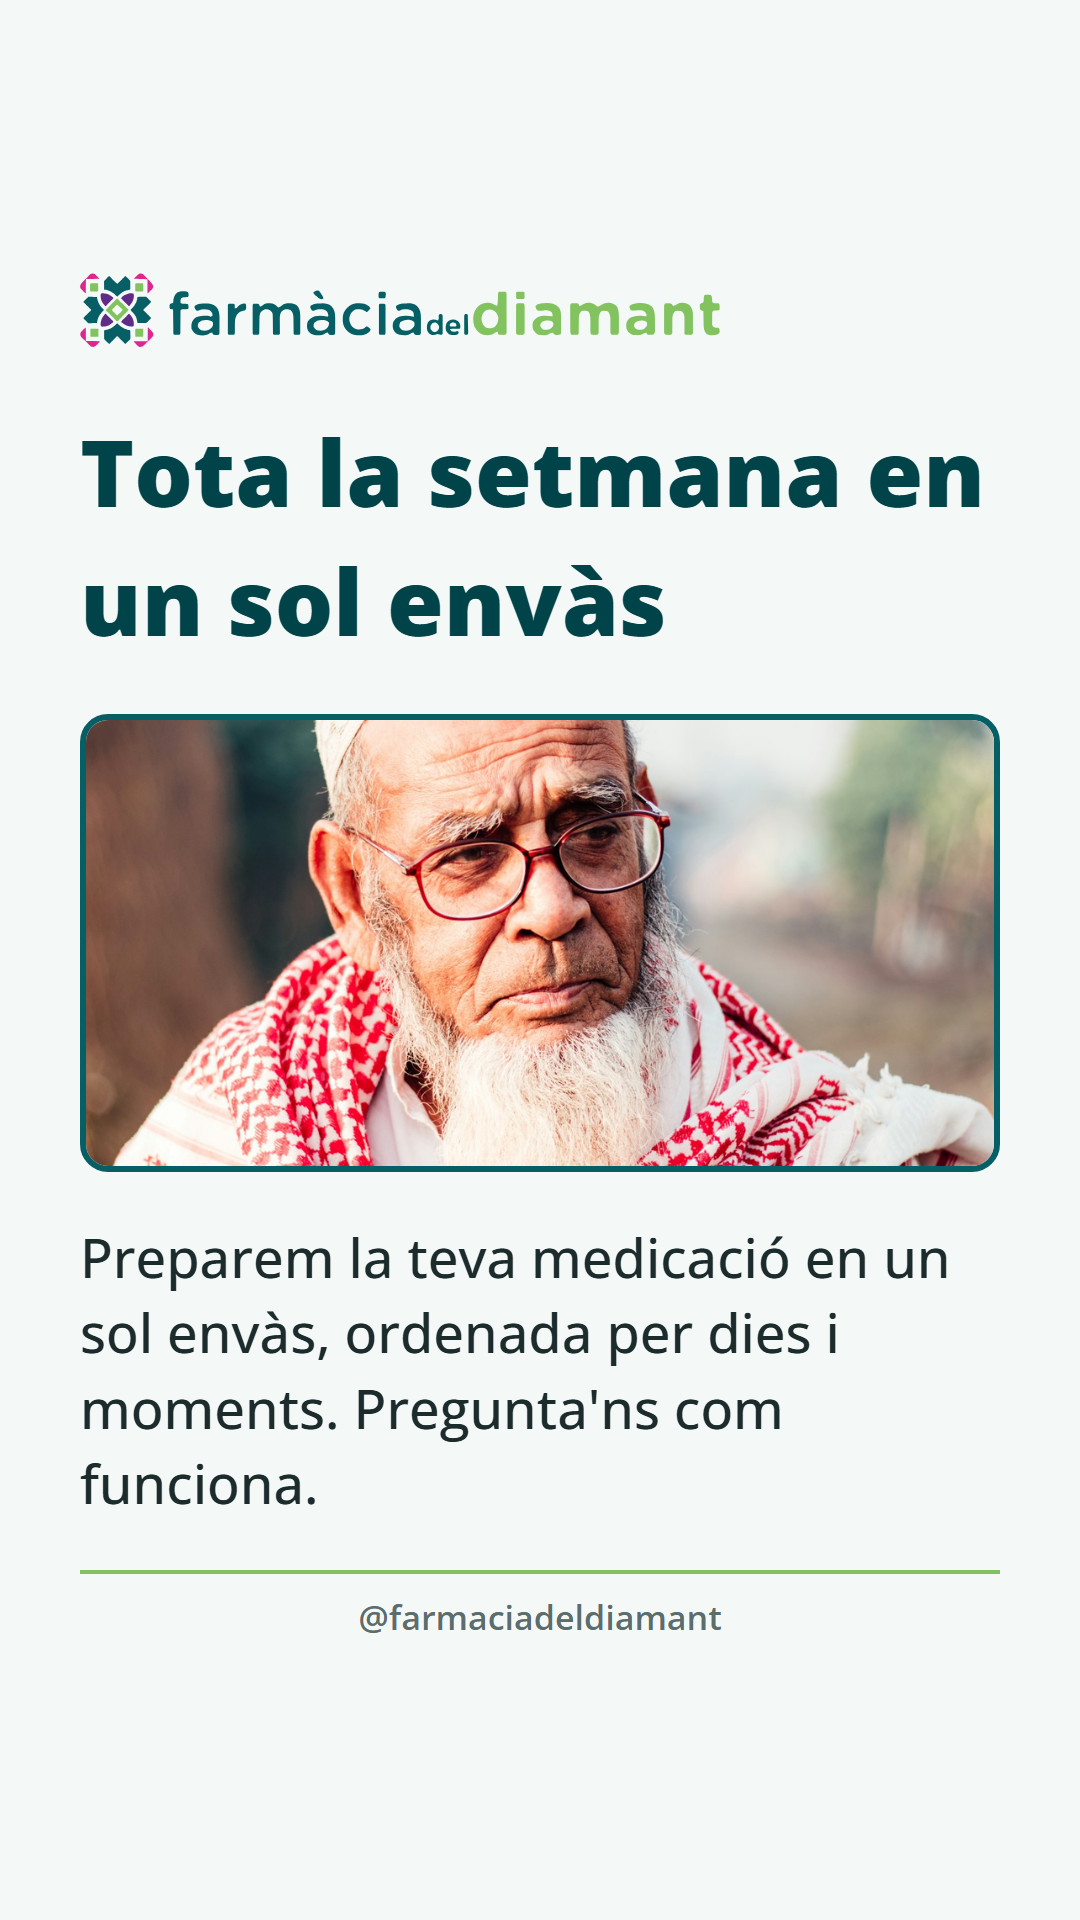 farmàciadeldiamant
Tota la setmana en
un sol envàs
Preparem la teva medicació en un
sol envàs, ordenada per dies i
moments. Pregunta'ns com
funciona.
@farmaciadeldiamant